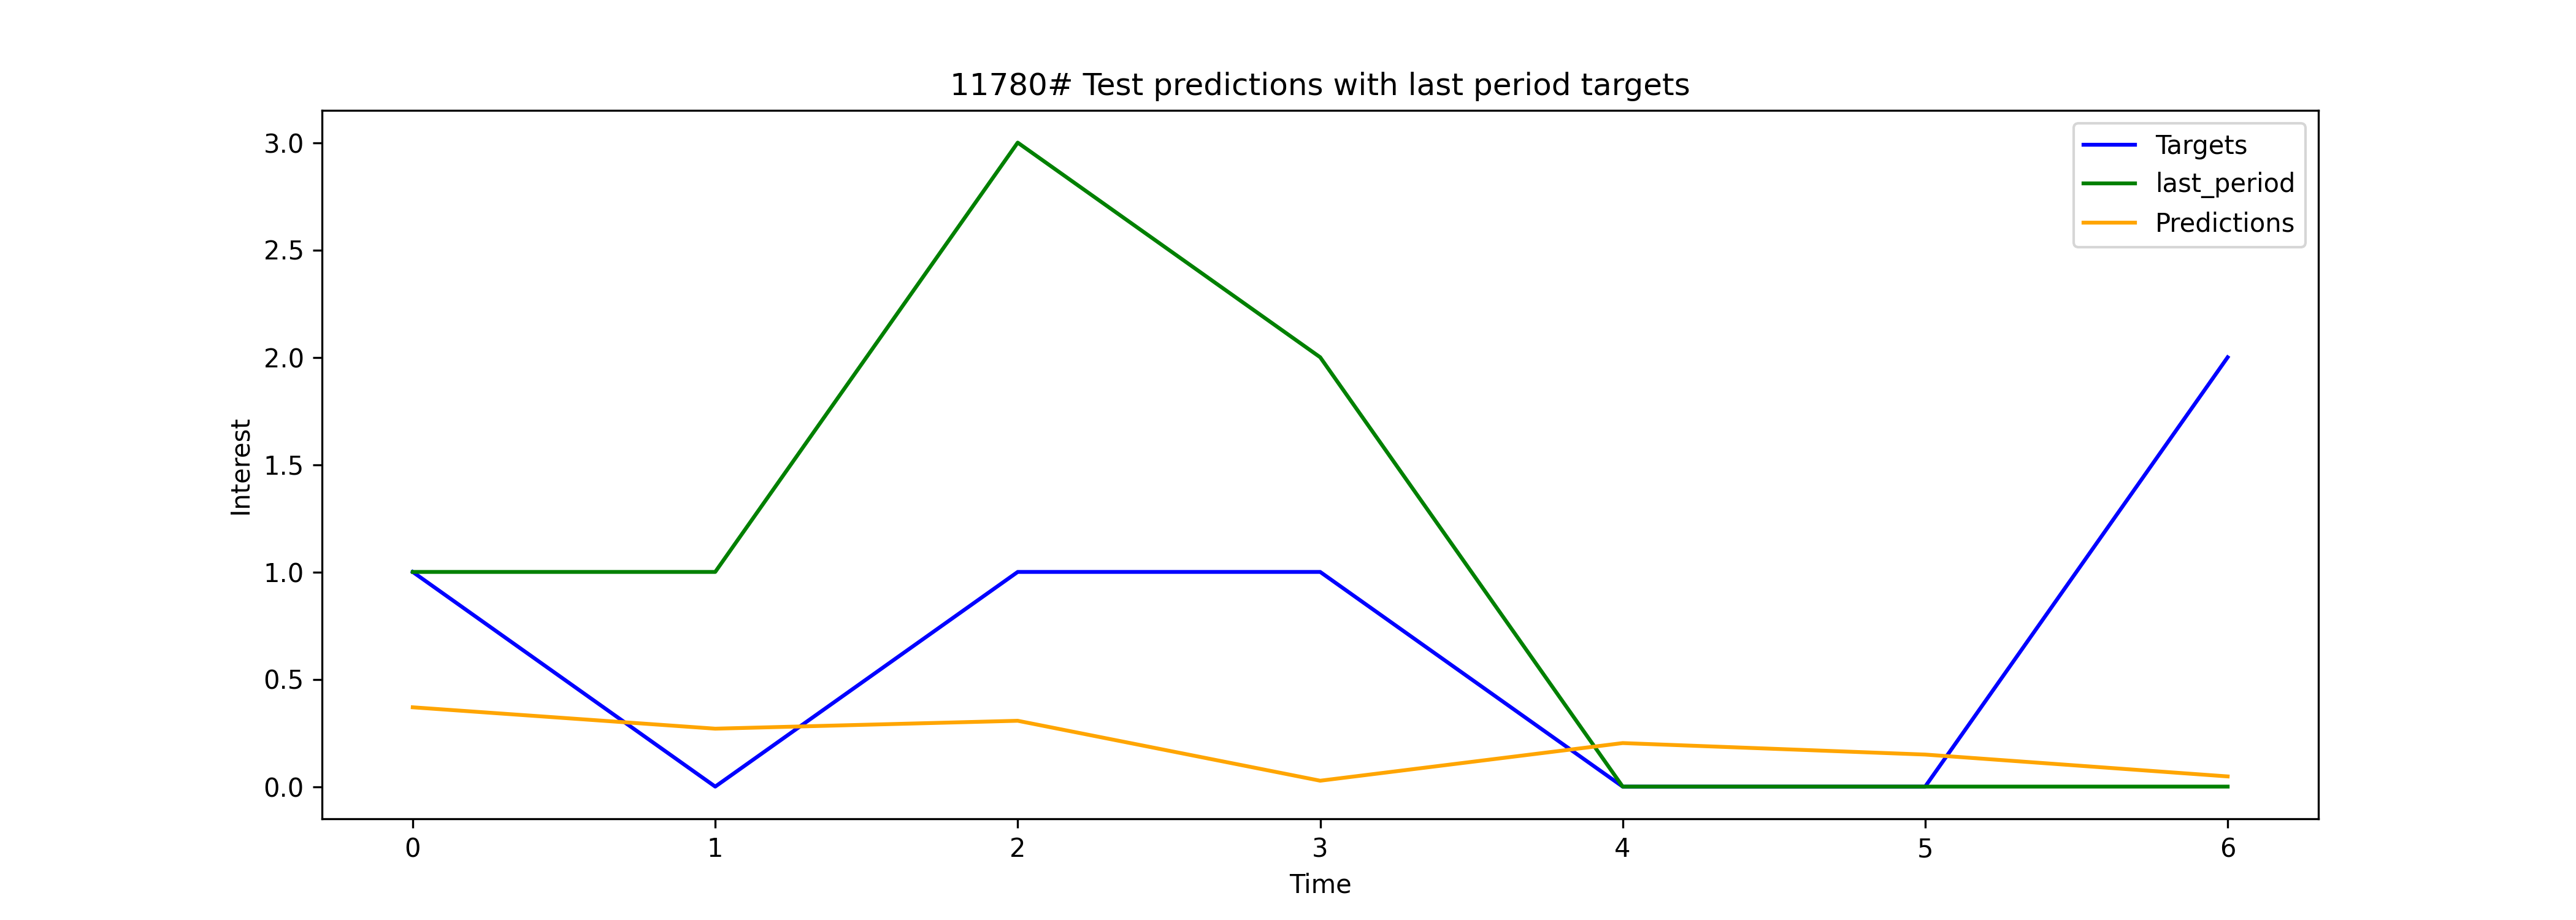 11780# Test predictions with last period targets
Targets
last_period
Predictions
Interest
3.0
2.5
2.0
1.5
1.0
0.5
0.0
0 1 2 3 4 5 6
Time